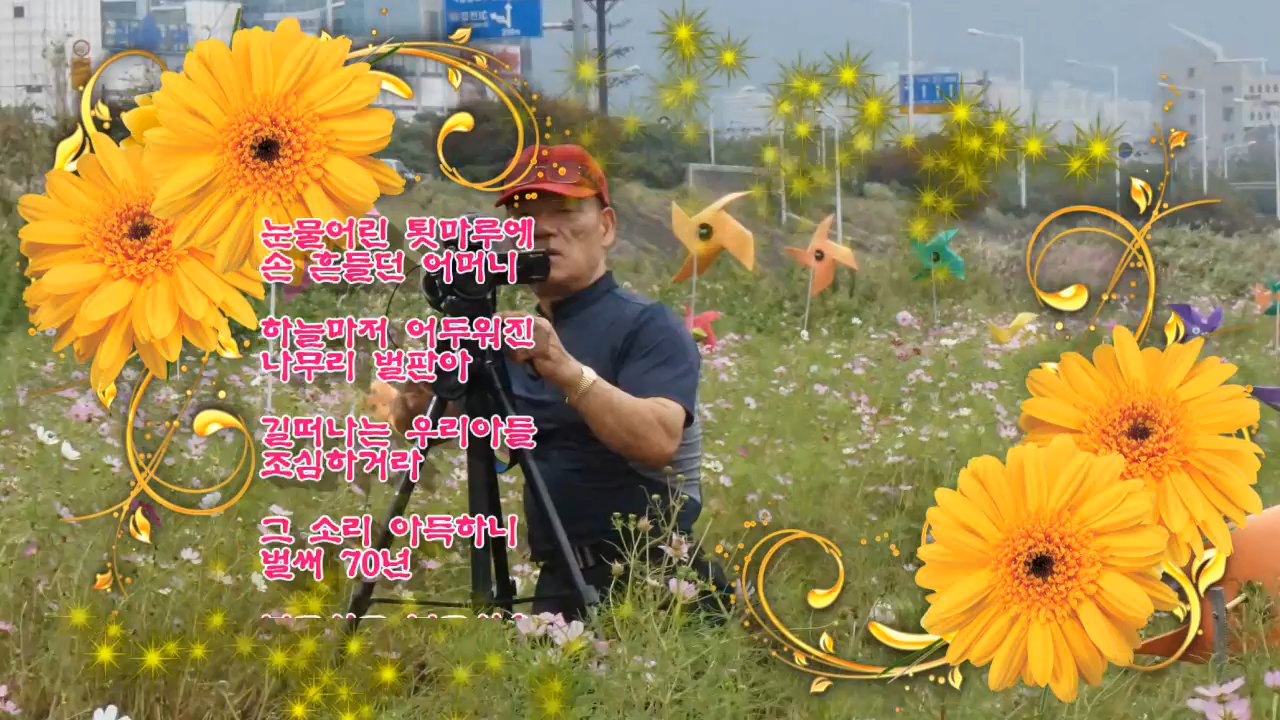 눈물어린 툇마루에
손 흔들던 어머니
하늘마저 어두워진
나무리 벌판아
길떠나는 우리아들
조심하거라
그 소리 아득하니
벌써 70년